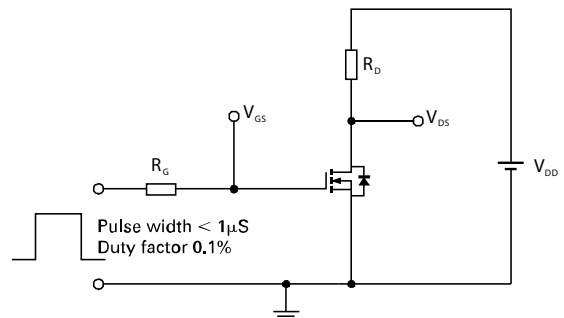 R_D
V_GS
V_DS
R_G
V_DD
Pulse width < 1μS
Duty factor 0.1%